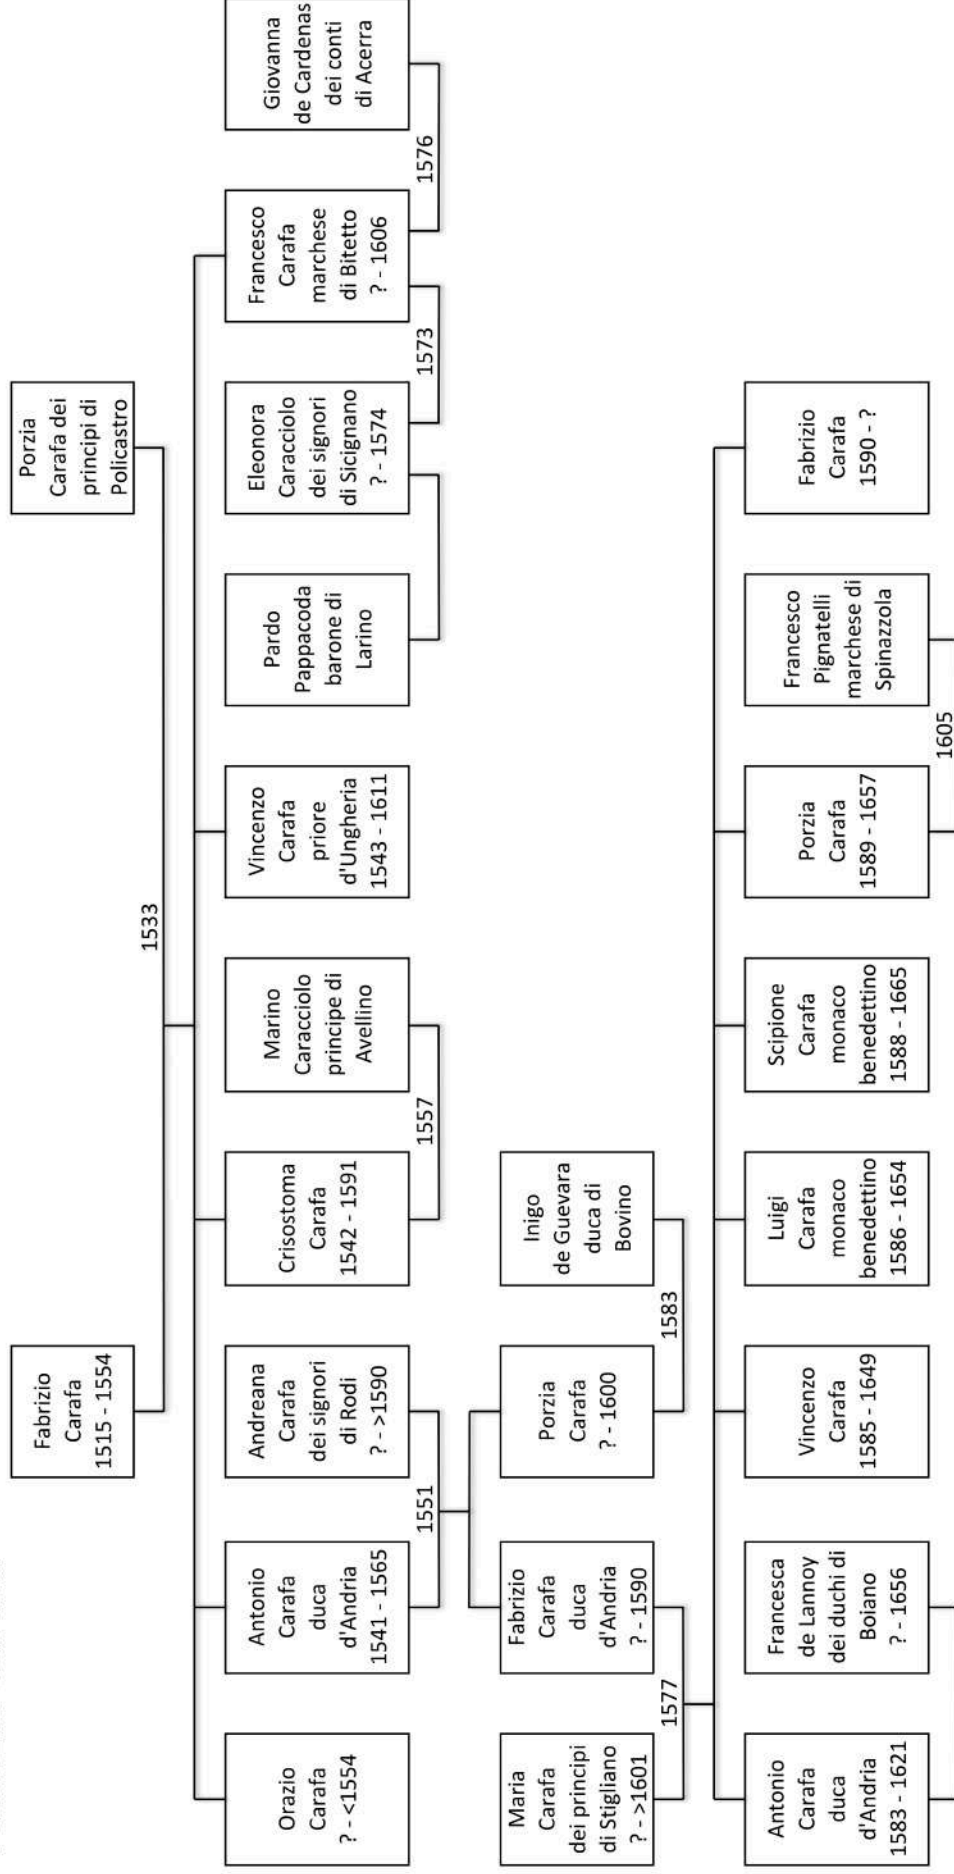 Fabrizio
Carafa
1515 - 1554
Porzia
Carafa dei
principi di
Policastro
1533
Orazio
Carafa
? - <1554
Antonio
Carafa
duca
d'Andria
1541 - 1565
Andreana
Carafa
dei signori
di Rodi
? - >1590
Crisostoma
Carafa
1542 - 1591
Marino
Caracciolo
principe di
Avellino
Vincenzo
Carafa
priore
d'Ungheria
1543 - 1611
Pardo
Pappacoda
barone di
Larino
Eleonora
Caracciolo
dei signori
di Sicignano
? - 1574
Francesco
Carafa
marchese
di Bitetto
? - 1606
Giovanna
de Cardenas
dei conti
di Acerra
1551
1557
1573
1576
Maria
Carafa
dei principi
di Stigliano
? - >1601
Fabrizio
Carafa
duca
d'Andria
? - 1590
Porzia
Carafa
? - 1600
Inigo
de Guevara
duca di
Bovino
1577
1583
Antonio
Carafa
duca
d'Andria
1583 - 1621
Francesca
de Lannoy
dei duchi di
Boiano
? - 1656
Vincenzo
Carafa
1585 - 1649
Luigi
Carafa
monaco
benedettino
1586 - 1654
Scipione
Carafa
monaco
benedettino
1588 - 1665
Porzia
Carafa
1589 - 1657
Francesco
Pignatelli
marchese di
Spinazzola
Fabrizio
Carafa
1590 - ?
1605